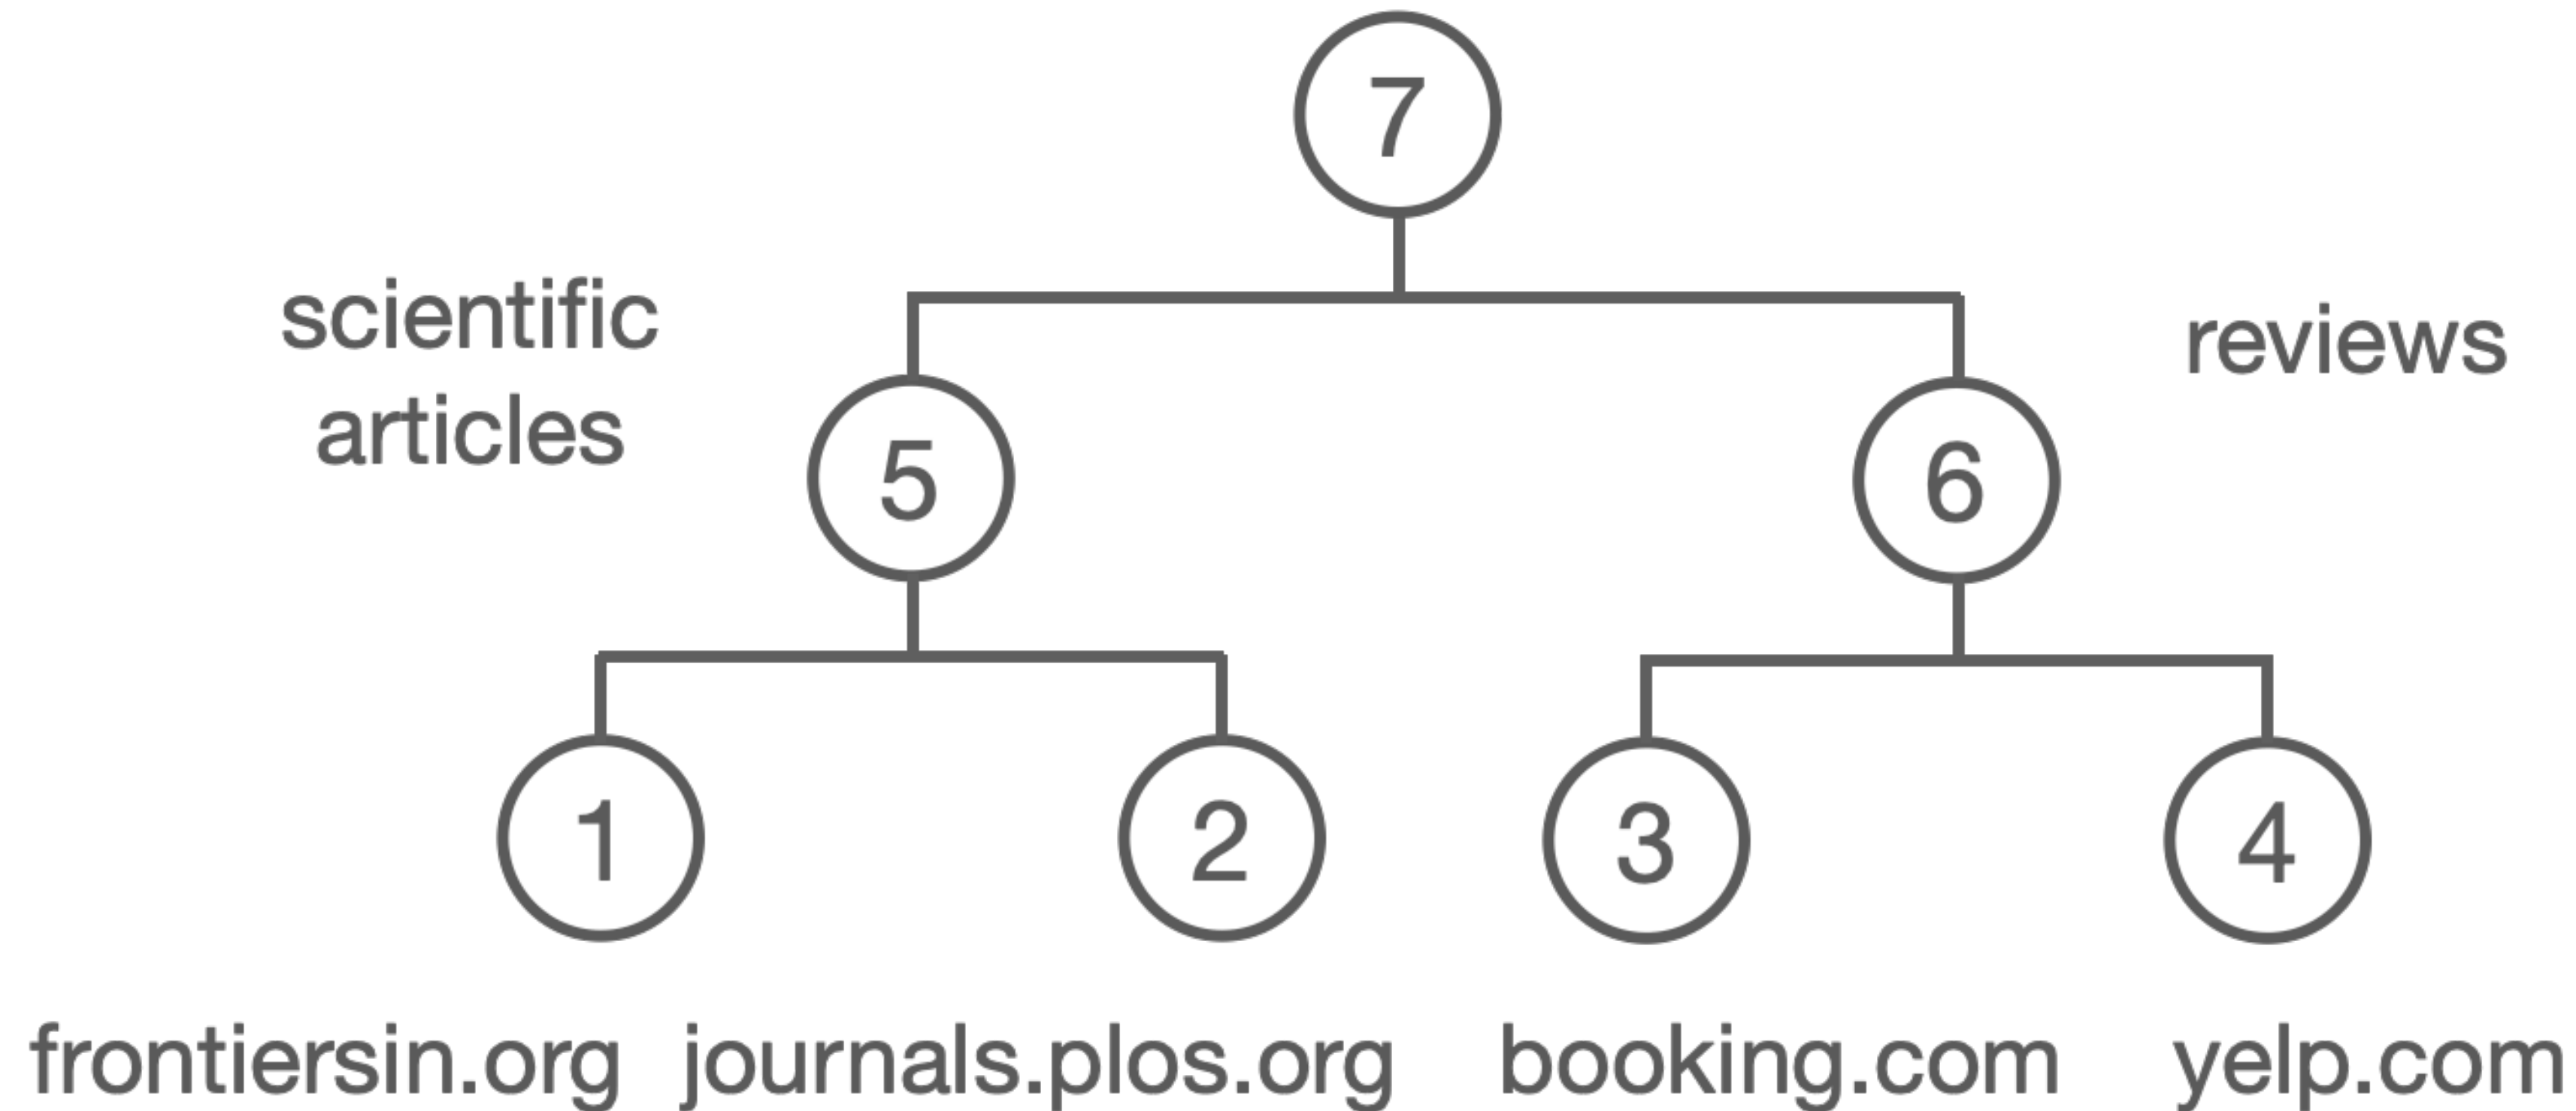 7
scientific
articles
reviews
5
6
1
2
3
4
frontiersin.org
journals.plos.org
booking.com
yelp.com